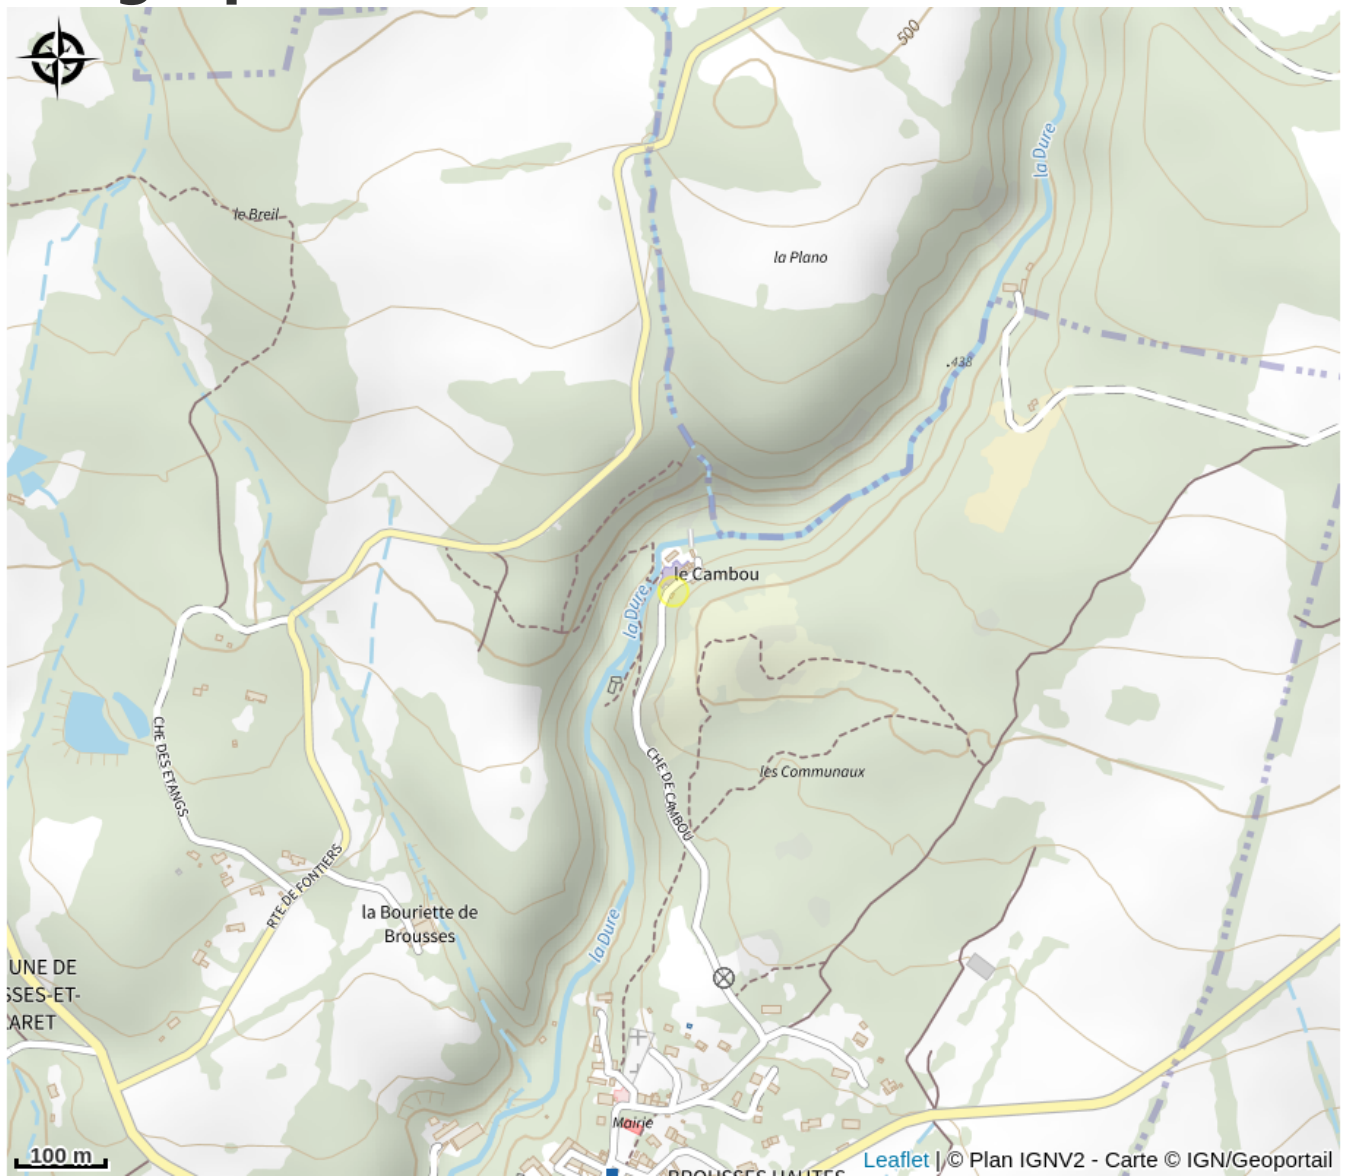 500
la Dure
le Breil
la Plano
.438
le Cambou
la Dure
CHE DES ETANGS
CHE DE CAMBOU
les Communaux
RTE DE FONTIERS
la Bouriette de
Brousses
la Dure
UNE DE
SSES-ET-
ARET
Mairie
100 m
BROUSSES HAUTES
Leaflet | © Plan IGNV2 - Carte © IGN/Geoportail